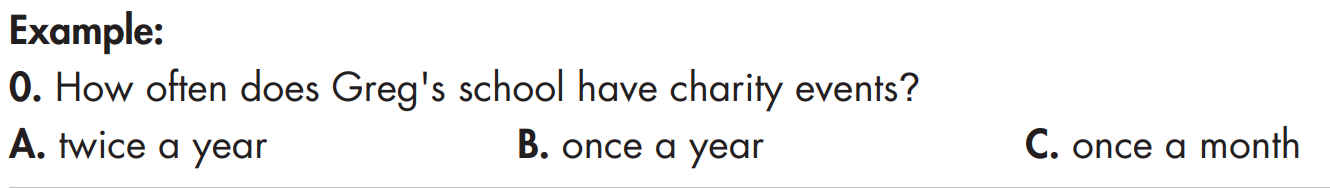 Example:
0. How often does Greg's school have charity events?
A. twice a year B. once a year C. once a month